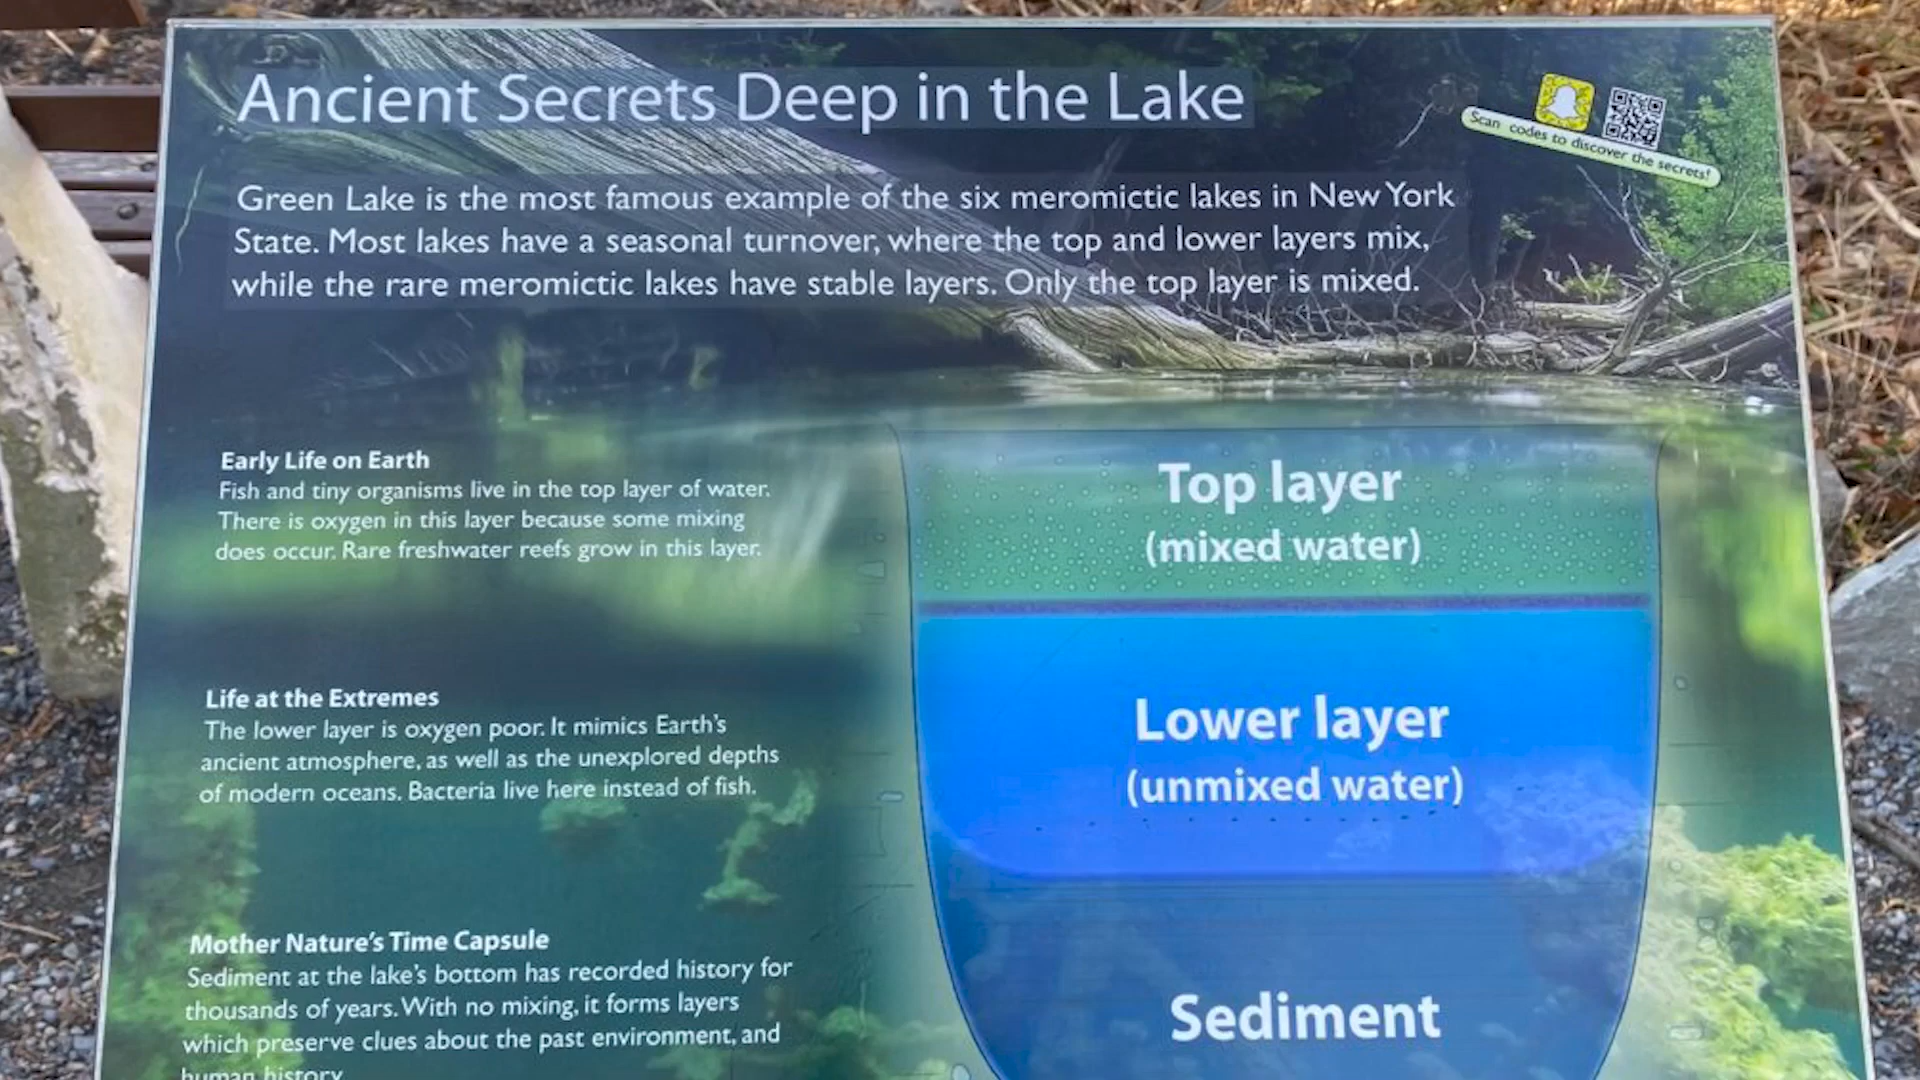 Ancient Secrets Deep in the Lake
Scan codes to discover the secrets!
Green Lake is the most famous example of the six meromictic lakes in New York
State. Most lakes have a seasonal turnover, where the top and lower layers mix,
while the rare meromictic lakes have stable layers. Only the top layer is mixed.
Early Life on Earth
Fish and tiny organisms live in the top layer of water.
There is oxygen in this layer because some mixing
does occur. Rare freshwater reefs grow in this layer.
Top layer
(mixed water)
Life at the Extremes
The lower layer is oxygen poor. It mimics Earth's
ancient atmosphere, as well as the unexplored depths
of modern oceans. Bacteria live here instead of fish.
Lower layer
(unmixed water)
Mother Nature's Time Capsule
Sediment at the lake's bottom has recorded history for
thousands of years. With no mixing, it forms layers
which preserve clues about the past environment, and
human history.
Sediment